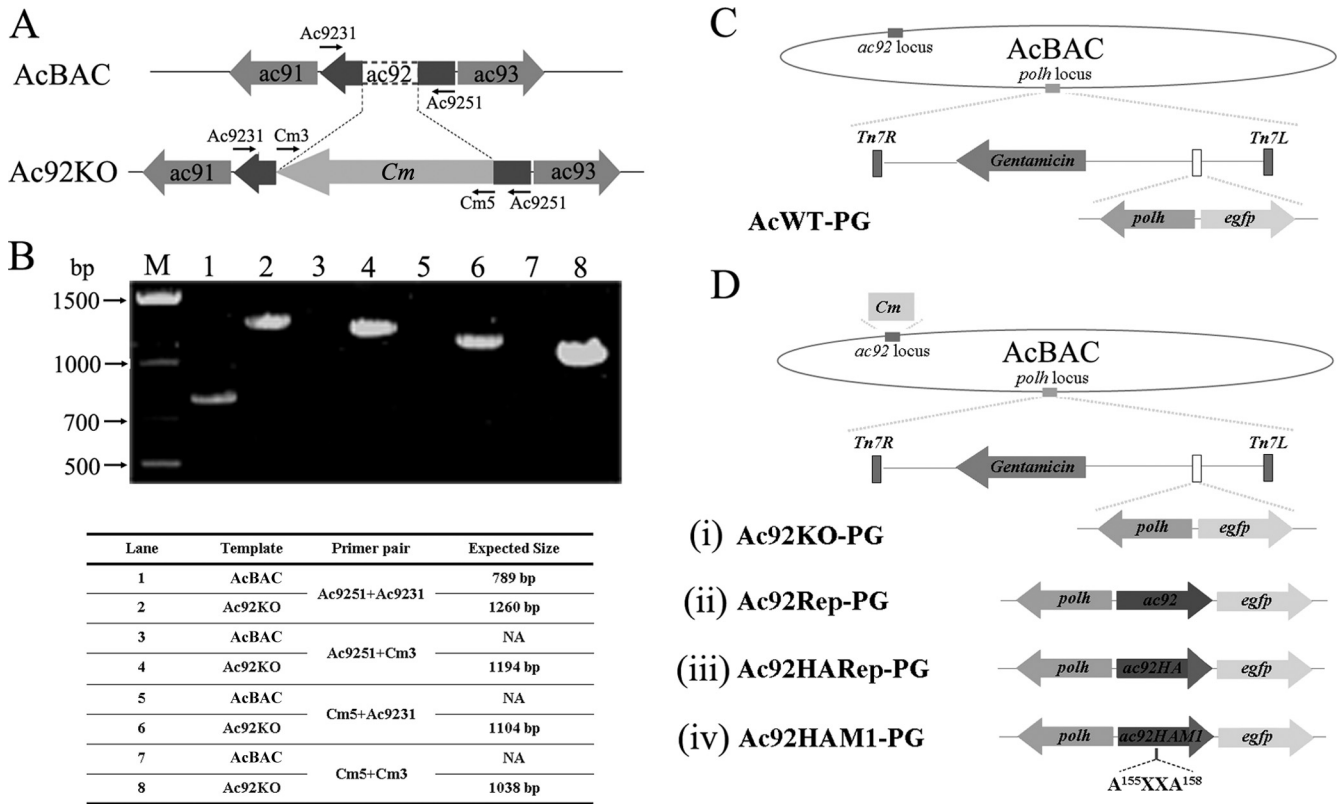 A
AcBAC
Ac9231
ac91
ac92
ac93
Ac9251
Ac92KO
Ac9231
Cm3
ac91
Cm
ac93
Cm5
Ac9251
B
bp M 1 2 3 4 5 6 7 8
1500
1000
700
500
Lane Template Primer pair Expected Size
1 AcBAC Ac9251+Ac9231 789 bp
2 Ac92KO 1260 bp
3 AcBAC Ac9251+Cm3 NA
4 Ac92KO 1194 bp
5 AcBAC Cm5+Ac9231 NA
6 Ac92KO 1104 bp
7 AcBAC Cm5+Cm3 NA
8 Ac92KO 1038 bp
C
ac92 locus
AcBAC
polh locus
Tn7R Tn7L
Gentamicin
AcWT-PG
polh egfp
D
Cm
ac92 locus
AcBAC
polh locus
Tn7R Tn7L
Gentamicin
(i) Ac92KO-PG polh egfp
(ii) Ac92Rep-PG polh ac92 egfp
(iii) Ac92HARep-PG polh ac92HA egfp
(iv) Ac92HAM1-PG polh ac92HAM1 egfp
A¹⁵⁵XXA¹⁵⁸